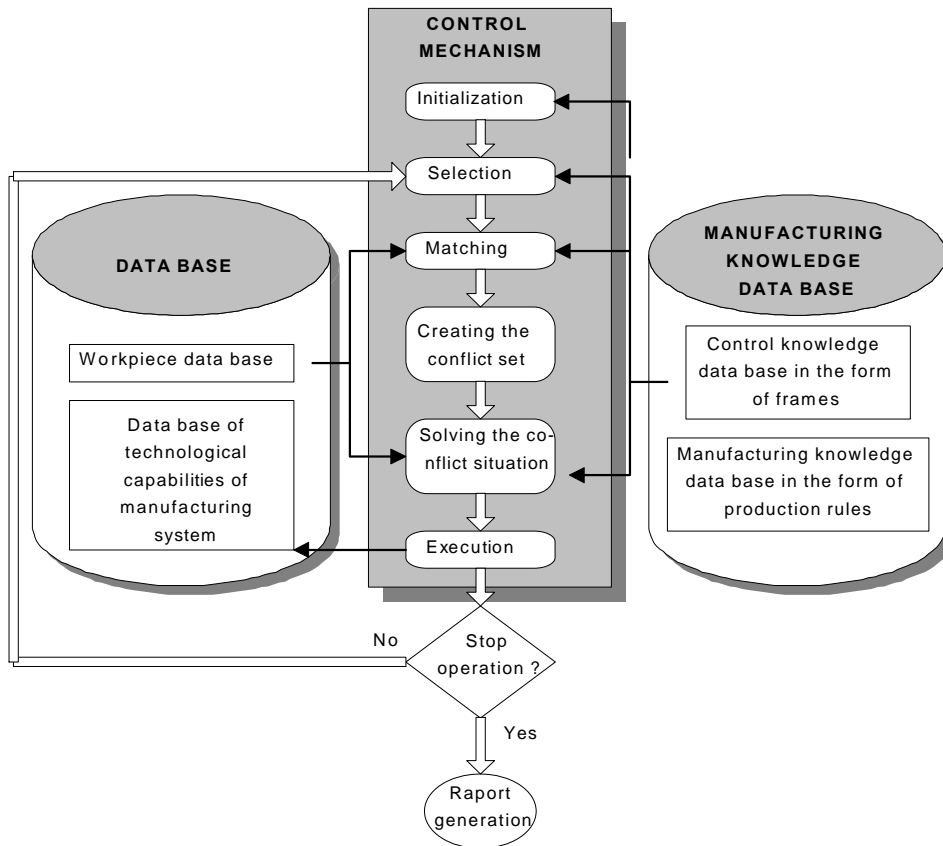 CONTROL
MECHANISM
Initialization
Selection
Matching
Creating the
conflict set
Solving the co-
nflict situation
Execution
DATA BASE
Workpiece data base
Data base of
technological
capabilities of
manufacturing
system
MANUFACTURING
KNOWLEDGE
DATA BASE
Control knowledge
data base in the form
of frames
Manufacturing knowledge
data base in the form of
production rules
No
Stop
operation ?
Yes
Raport
generation